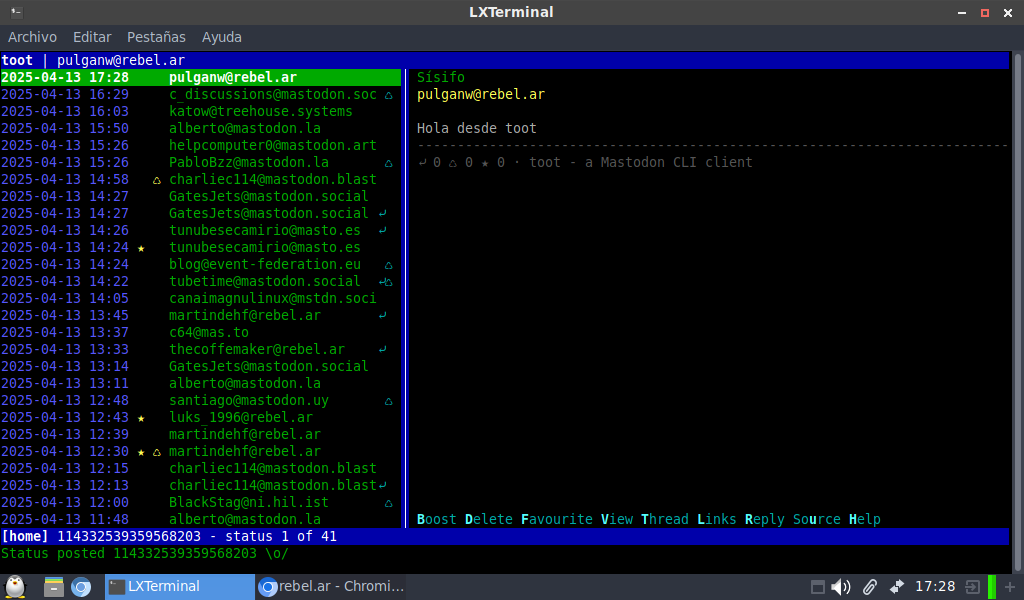 LXTerminal
Archivo Editar Pestañas Ayuda
toot | pulganw@rebel.ar
2025-04-13 17:28 pulganw@rebel.ar
2025-04-13 16:29 c_discussions@mastodon.soc
2025-04-13 16:03 katow@treehouse.systems
2025-04-13 15:50 alberto@mastodon.la
2025-04-13 15:26 helpcomputer0@mastodon.art
2025-04-13 15:26 PabloBzz@mastodon.la
2025-04-13 14:58 charliec114@mastodon.blast
2025-04-13 14:27 GatesJets@mastodon.social
2025-04-13 14:27 GatesJets@mastodon.social ⤶
2025-04-13 14:26 tunubesecamirio@masto.es ⤶
2025-04-13 14:24 ★ tunubesecamirio@masto.es
2025-04-13 14:24 blog@event-federation.eu
2025-04-13 14:22 tubetime@mastodon.social ⤶
2025-04-13 14:05 canaimagnulinux@mstdn.soci
2025-04-13 13:45 martindehf@rebel.ar ⤶
2025-04-13 13:37 c64@mas.to
2025-04-13 13:33 thecoffemaker@rebel.ar ⤶
2025-04-13 13:14 GatesJets@mastodon.social
2025-04-13 13:11 alberto@mastodon.la
2025-04-13 12:48 santiago@mastodon.uy
2025-04-13 12:43 ★ luks_1996@rebel.ar
2025-04-13 12:39 martindehf@rebel.ar
2025-04-13 12:30 ★ martindehf@rebel.ar
2025-04-13 12:15 charliec114@mastodon.blast
2025-04-13 12:13 charliec114@mastodon.blast⤶
2025-04-13 12:00 BlackStag@ni.hil.ist
2025-04-13 11:48 alberto@mastodon.la
Sísifo
pulganw@rebel.ar
Hola desde toot
⤶ 0 ♺ 0 ★ 0 · toot - a Mastodon CLI client
Boost Delete Favourite View Thread Links Reply Source Help
[home] 114332539359568203 - status 1 of 41
Status posted 114332539359568203 \o/
LXTerminal
rebel.ar - Chromi...
17:28